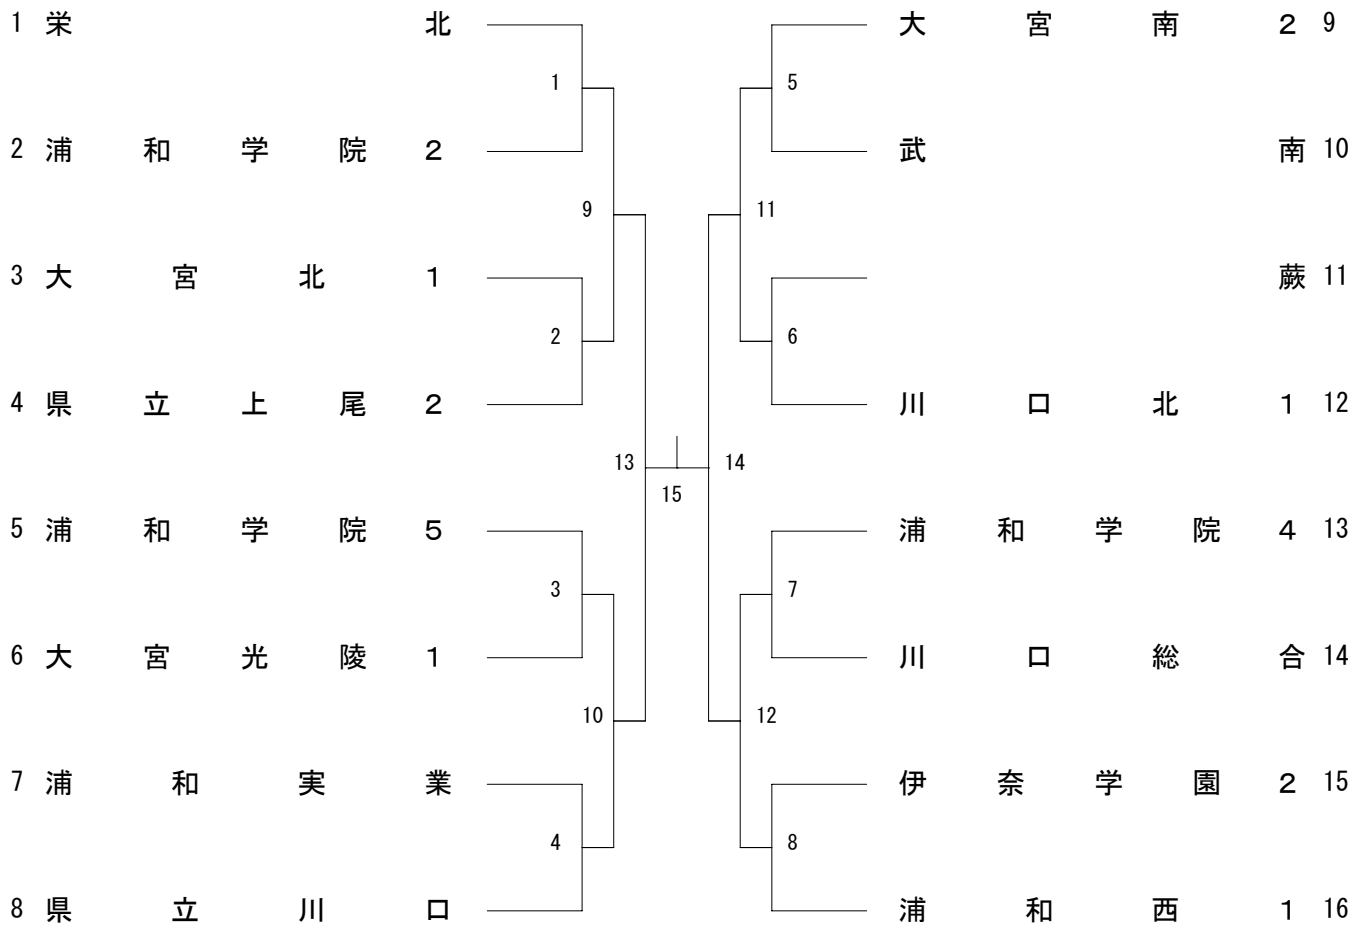 1 栄北 大宮南2 9
1 5
2 浦和学院2 武南 10
9 11
3 大宮北1 蕨 11
2 6
4 県立上尾2 川口北1 12
13 14
15
5 浦和学院5 浦和学院4 13
3 7
6 大宮光陵1 川口総合 14
10 12
7 浦和実業 伊奈学園2 15
4 8
8 県立川口 浦和西1 16